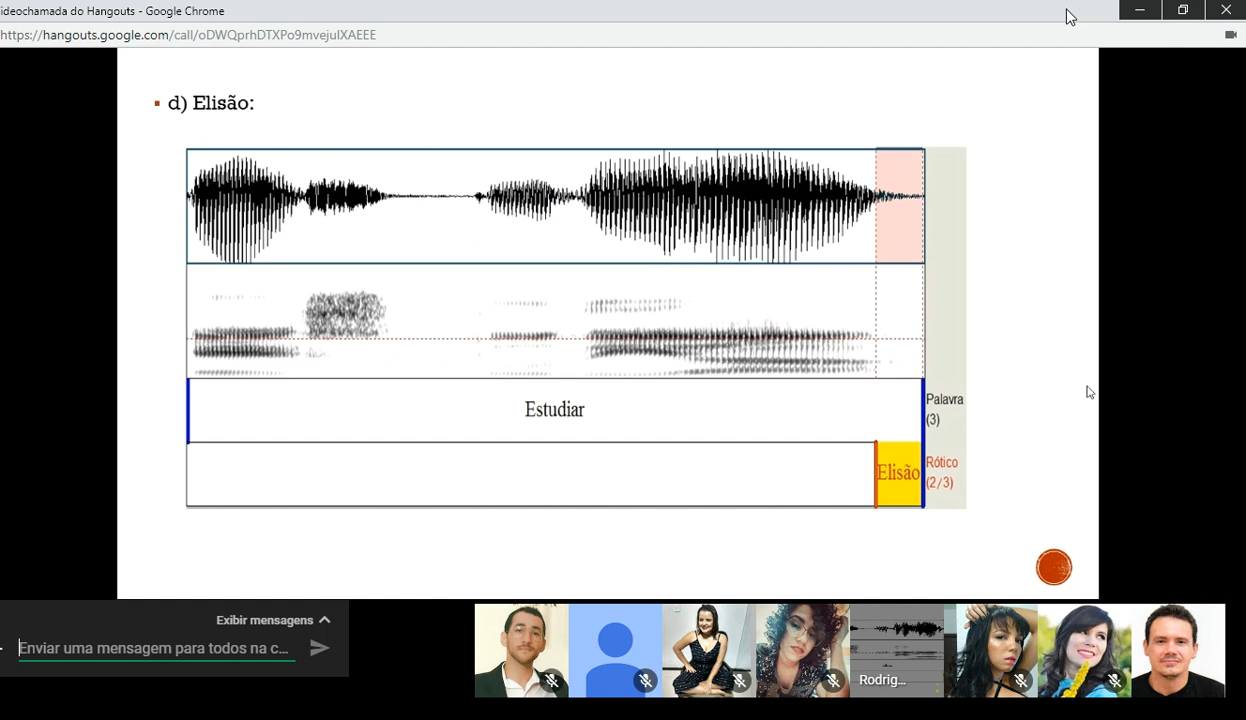 ideochamada do Hangouts - Google Chrome
https://hangouts.google.com/call/oDWQprhDTXPo9mvejulXAEEE
d) Elisão:
Estudiar
Palavra
(3)
Elisão
Rótico
(2/3)
Exibir mensagens
Enviar uma mensagem para todos na c...
Rodrig...